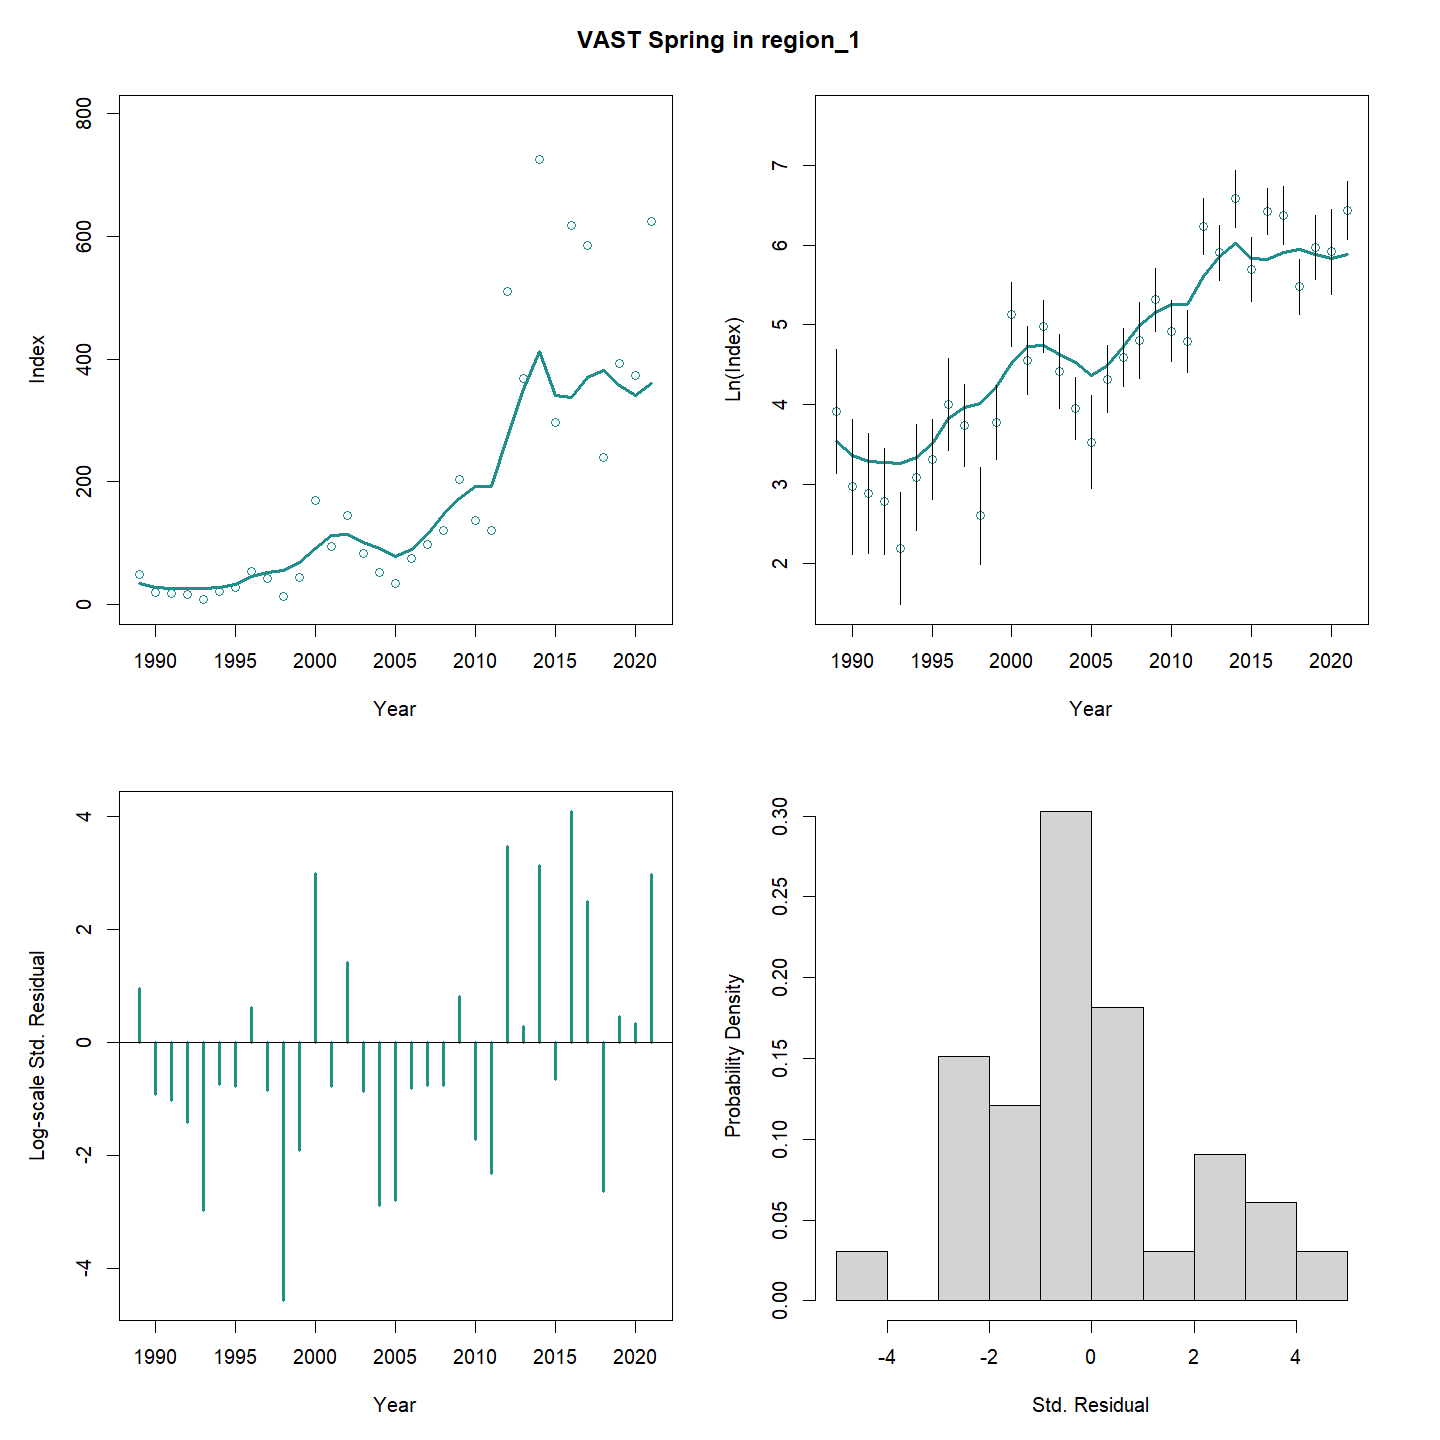 VAST Spring in region_1
Index
0 200 400 600 800
1990 1995 2000 2005 2010 2015 2020
Year
Ln(Index)
2 3 4 5 6 7
1990 1995 2000 2005 2010 2015 2020
Year
Log-scale Std. Residual
-4 -2 0 2 4
1990 1995 2000 2005 2010 2015 2020
Year
Probability Density
0.00 0.05 0.10 0.15 0.20 0.25 0.30
-4 -2 0 2 4
Std. Residual